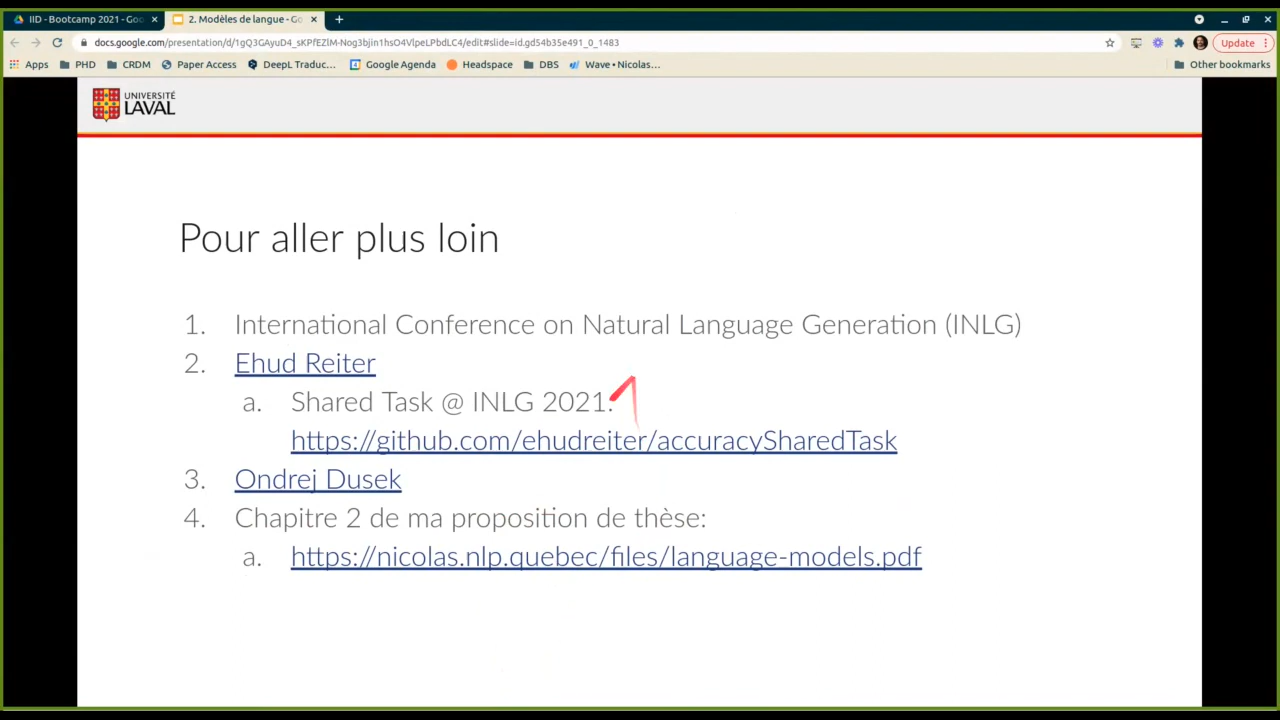 IID - Bootcamp 2021 - Goo
2. Modèles de langue - Go
docs.google.com/presentation/d/1gQ3GAyuD4_sKPfEZlM-Nog3bjin1hsO4VlpeLPbdLC4/edit#slide=id.gd54b35e491_0_1483
Update
Apps PHD CRDM Paper Access DeepL Traduc... Google Agenda Headspace DBS Wave • Nicolas... Other bookmarks
UNIVERSITÉ
LAVAL
Pour aller plus loin
1. International Conference on Natural Language Generation (INLG)
2. Ehud Reiter
a. Shared Task @ INLG 2021:
https://github.com/ehudreiter/accuracySharedTask
3. Ondrej Dusek
4. Chapitre 2 de ma proposition de thèse:
a. https://nicolas.nlp.quebec/files/language-models.pdf